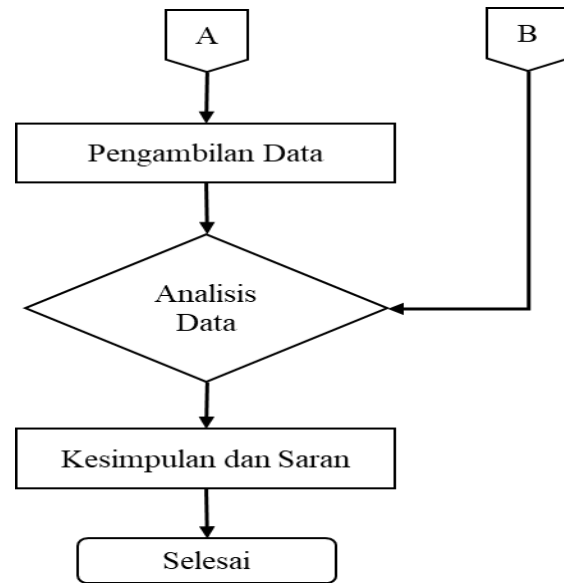 A
B
Pengambilan Data
Analisis
Data
Kesimpulan dan Saran
Selesai